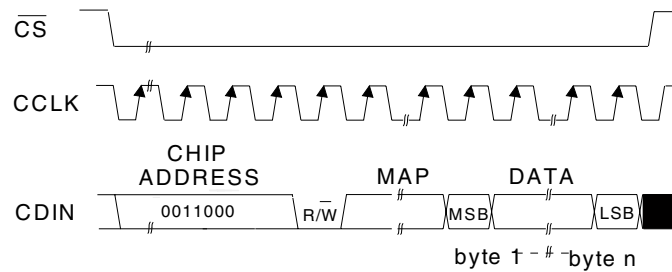 CS
CCLK
CHIP
ADDRESS
MAP
DATA
CDIN
0011000
R/W
MSB
LSB
byte 1
byte n